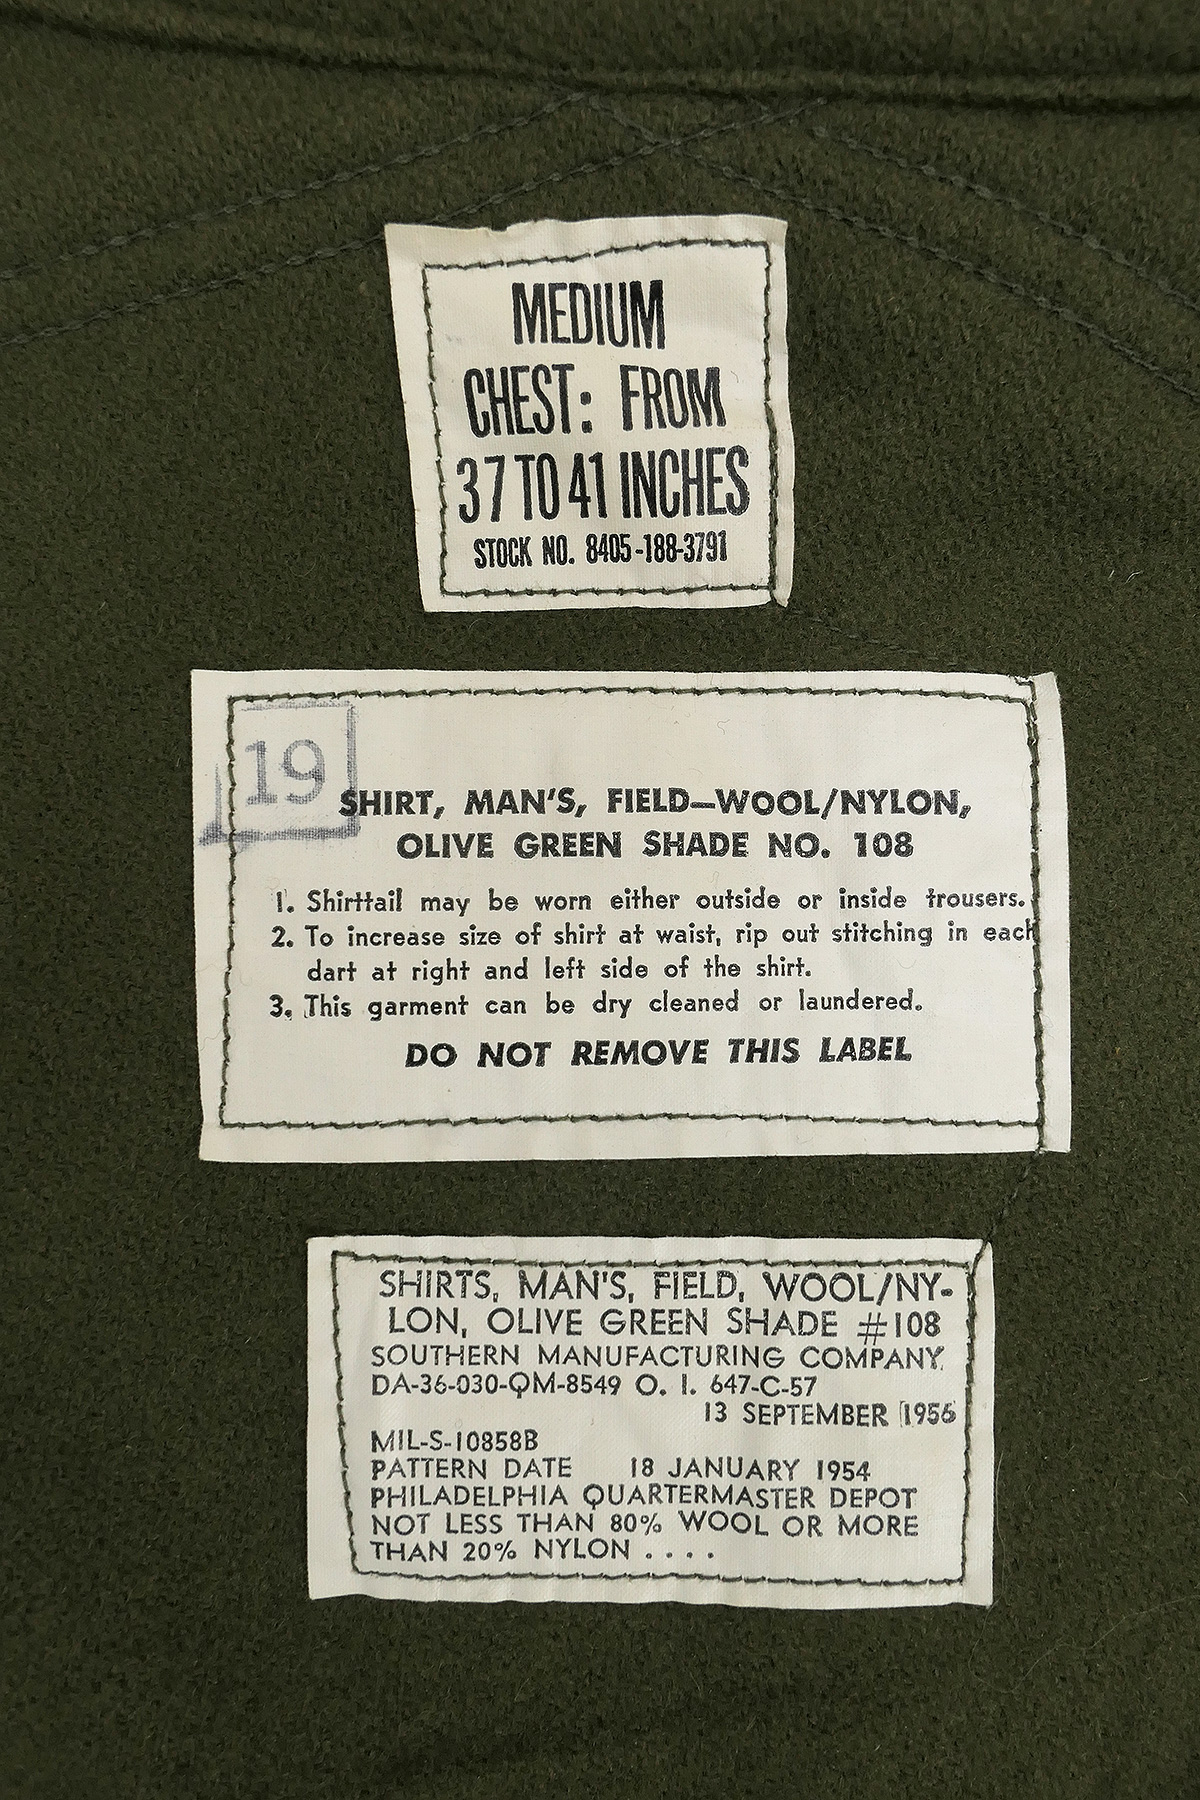 MEDIUM
CHEST: FROM
37 TO 41 INCHES
STOCK NO. 8405-188-3791
19
SHIRT, MAN'S, FIELD—WOOL/NYLON,
OLIVE GREEN SHADE NO. 108
1. Shirttail may be worn either outside or inside trousers.
2. To increase size of shirt at waist, rip out stitching in each
dart at right and left side of the shirt.
3. This garment can be dry cleaned or laundered.
DO NOT REMOVE THIS LABEL
SHIRTS, MAN'S, FIELD, WOOL/NY-
LON, OLIVE GREEN SHADE #108
SOUTHERN MANUFACTURING COMPANY
DA-36-030-QM-8549 O. I. 647-C-57
13 SEPTEMBER 1956
MIL-S-10858B
PATTERN DATE 18 JANUARY 1954
PHILADELPHIA QUARTERMASTER DEPOT
NOT LESS THAN 80% WOOL OR MORE
THAN 20% NYLON ....